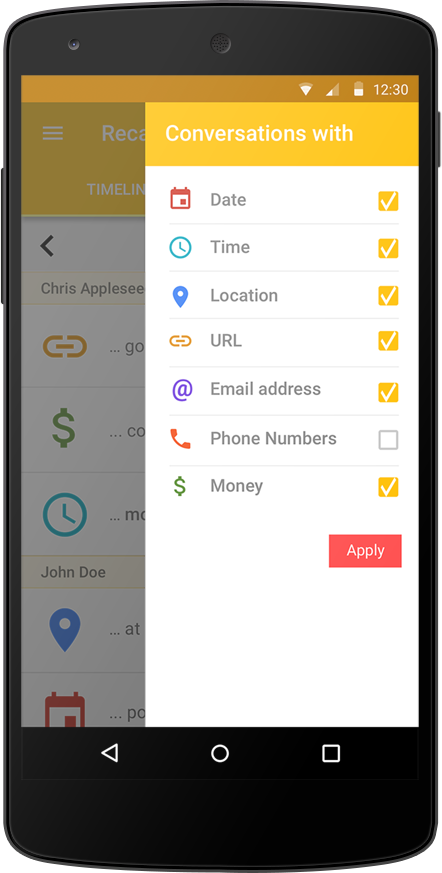 12:30
Reca
Conversations with
TIMELIN
Date
Time
Location
Chris Appleseed
URL
... go
Email address
... co
Phone Numbers
Money
... mo
Apply
John Doe
... at
... po